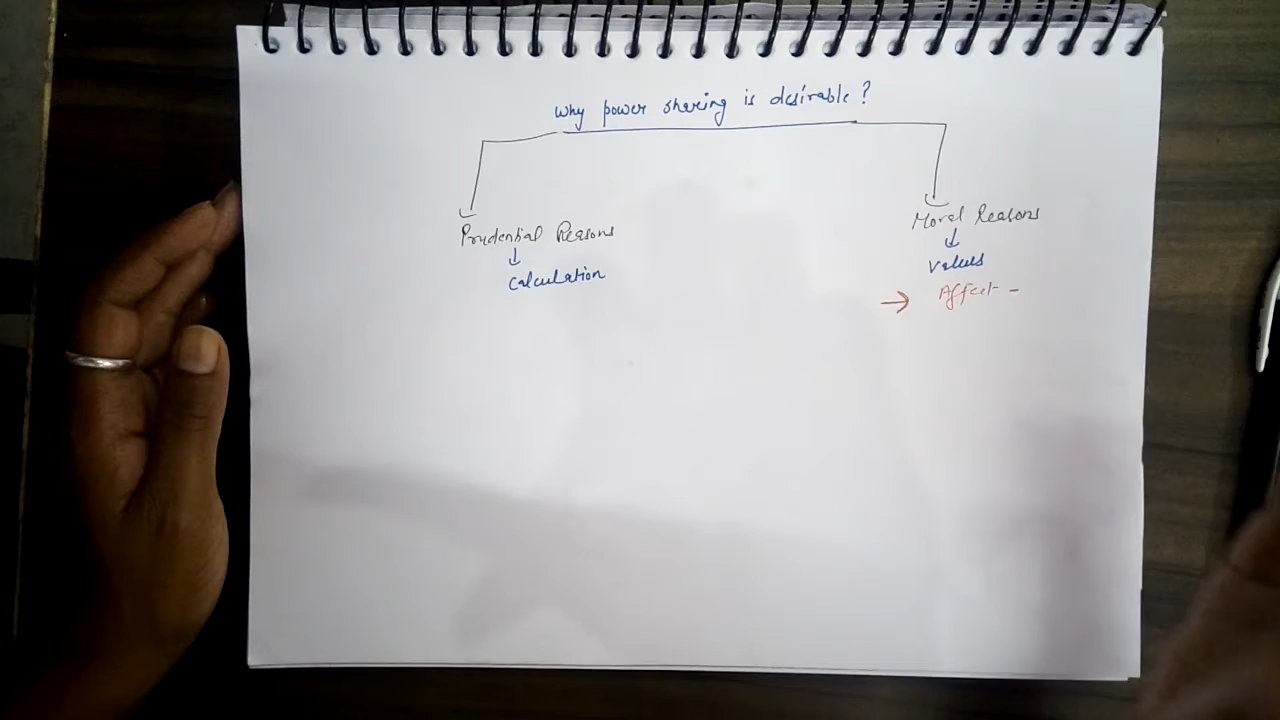 Why power sharing is desirable?
Prudential Reasons
Calculation
Moral Reasons
Values
→ Affect -